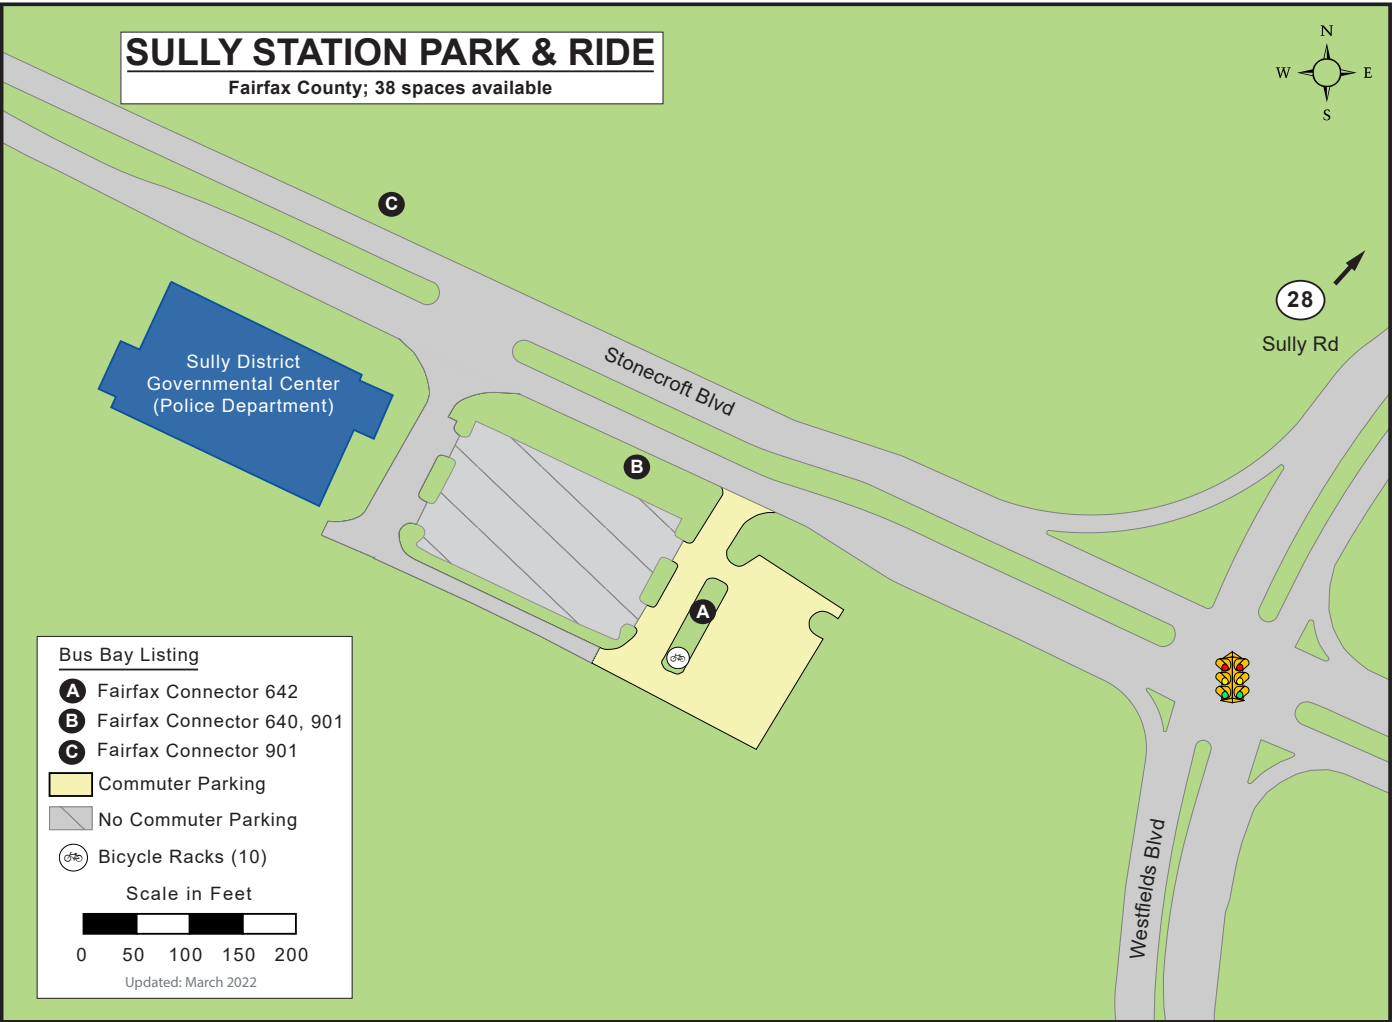 SULLY STATION PARK & RIDE
Fairfax County; 38 spaces available
N
W
E
S
C
28
Sully Rd
Sully District
Governmental Center
(Police Department)
Stonecroft Blvd
B
A
Westfields Blvd
Bus Bay Listing
A Fairfax Connector 642
B Fairfax Connector 640, 901
C Fairfax Connector 901
Commuter Parking
No Commuter Parking
Bicycle Racks (10)
Scale in Feet
0 50 100 150 200
Updated: March 2022